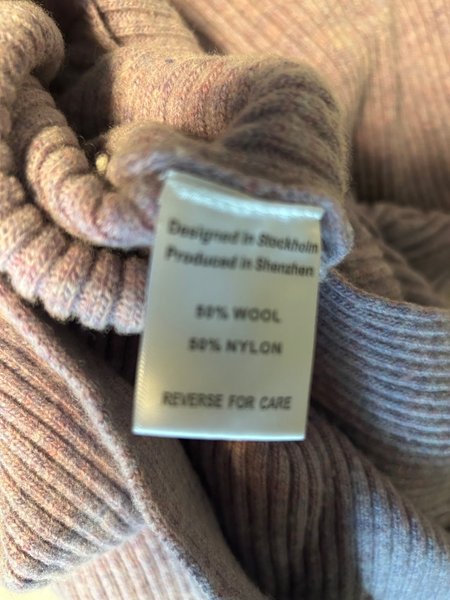 Designed in Stockholm
Produced in Shenzhen
50% WOOL
50% NYLON
REVERSE FOR CARE